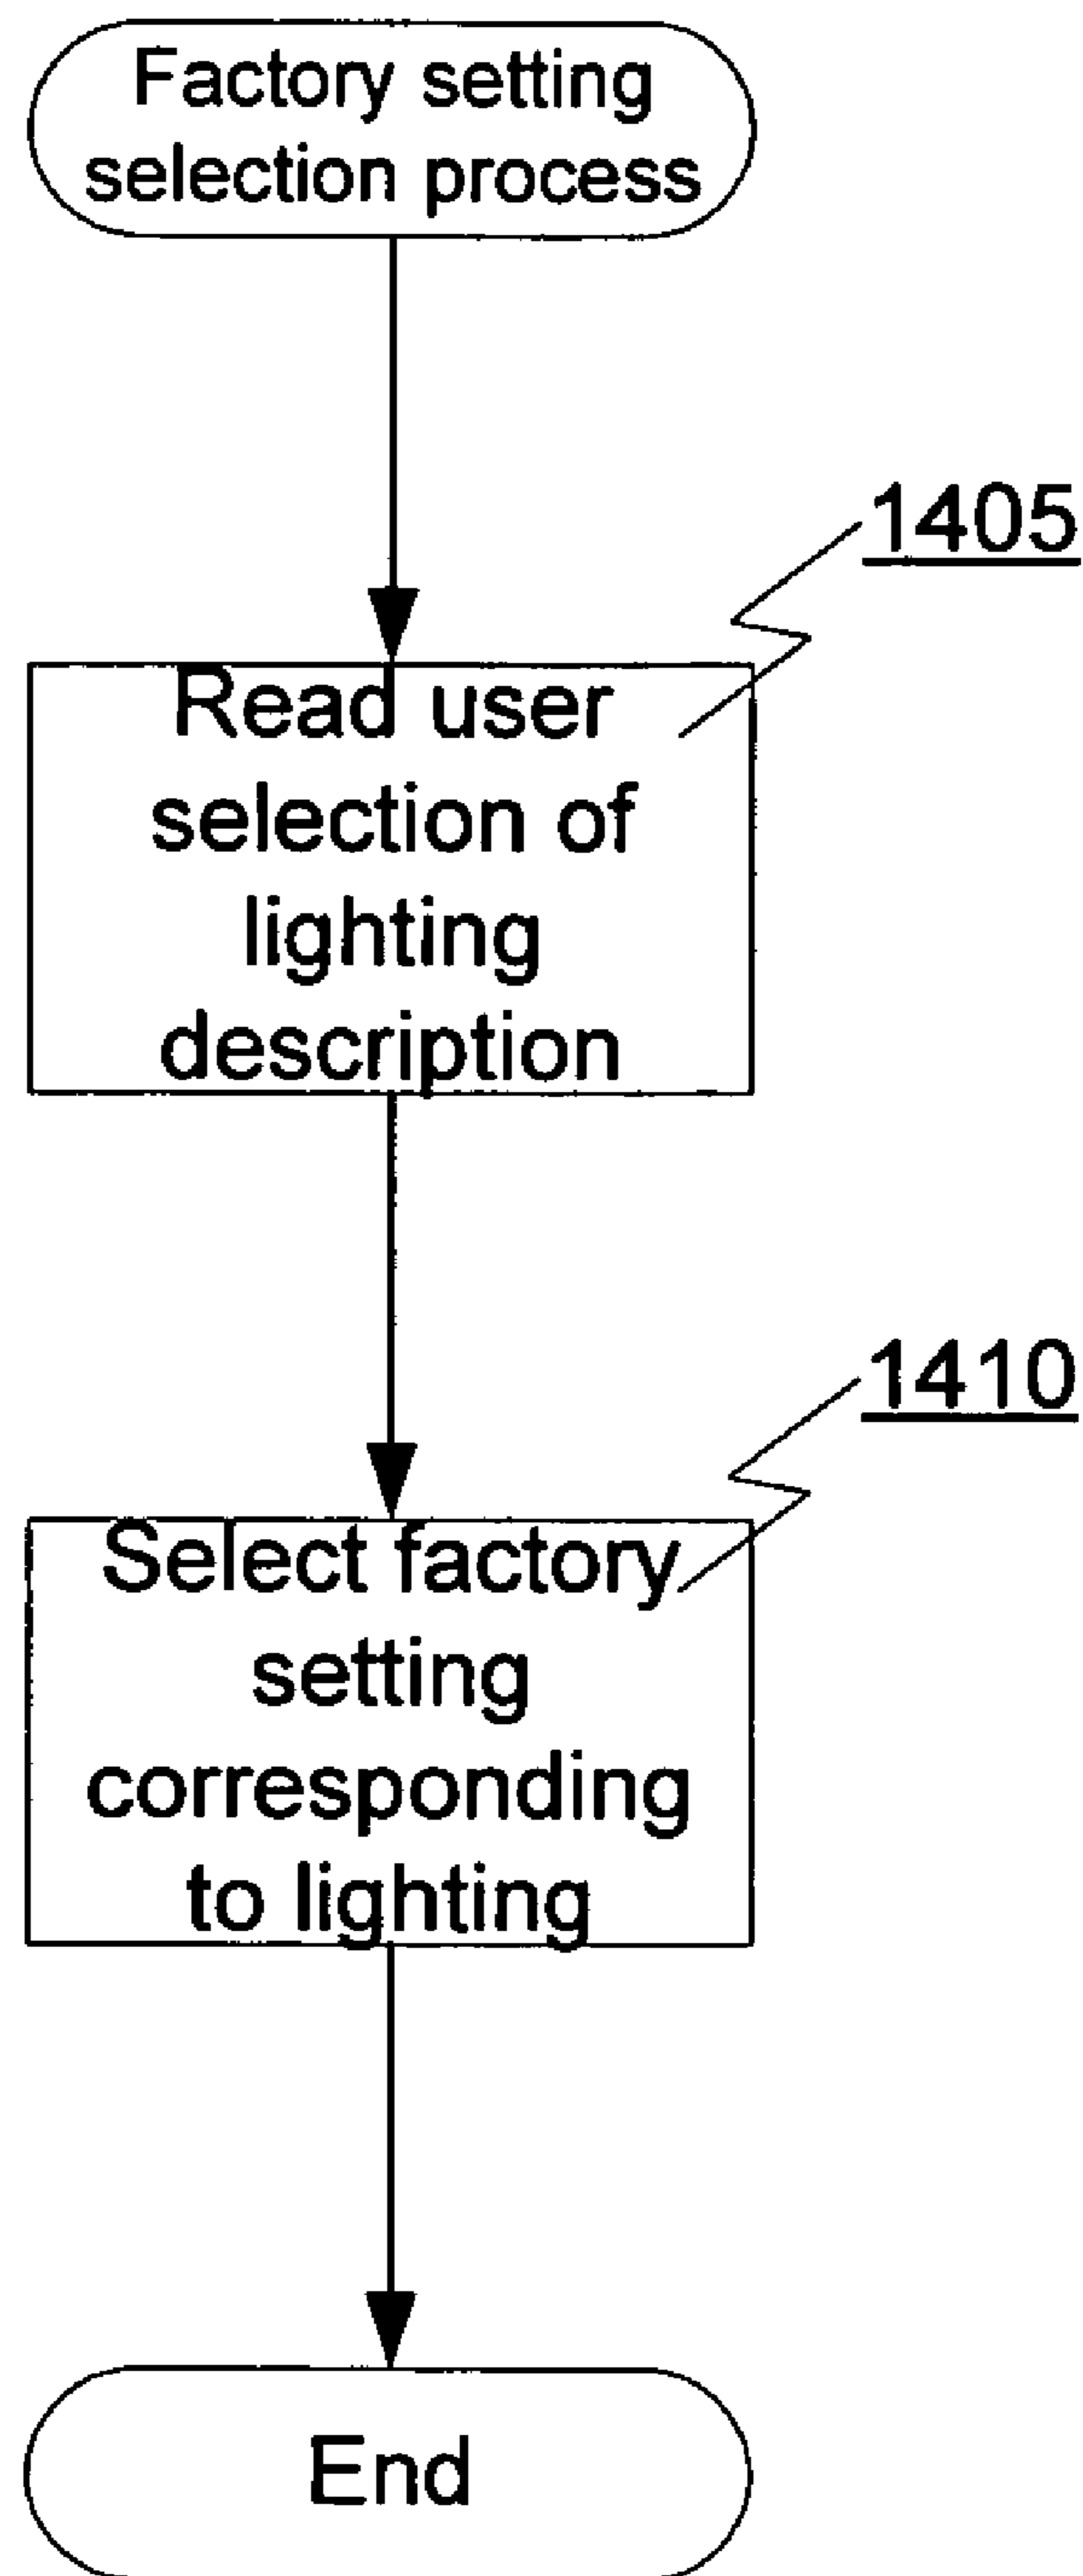 Factory setting
selection process
1405
Read user
selection of
lighting
description
1410
Select factory
setting
corresponding
to lighting
End